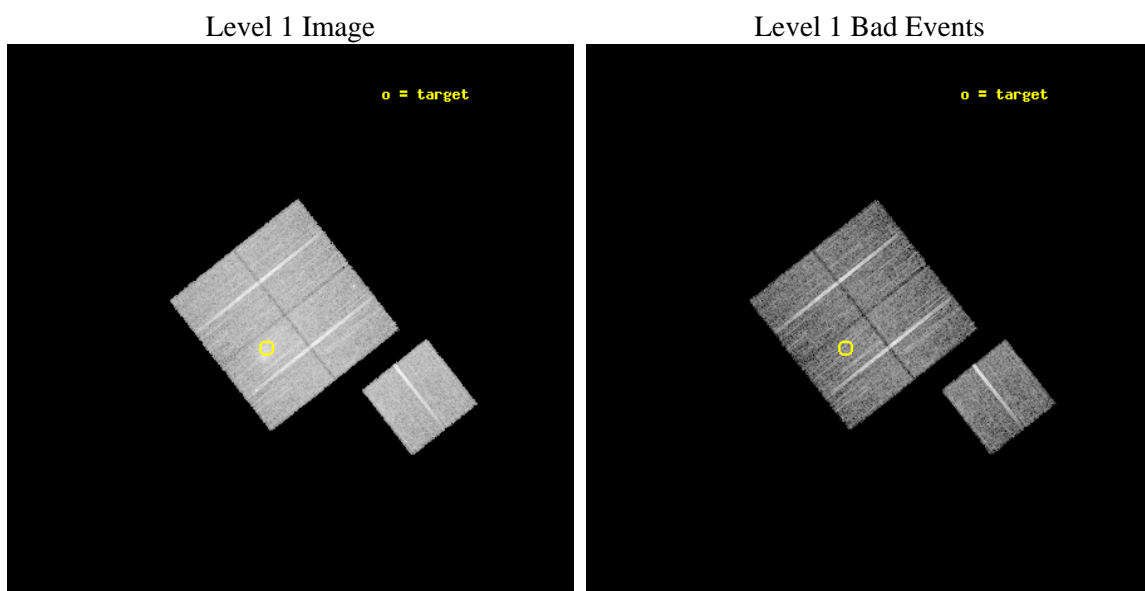 Level 1 Image
Level 1 Bad Events
o = target
o = target